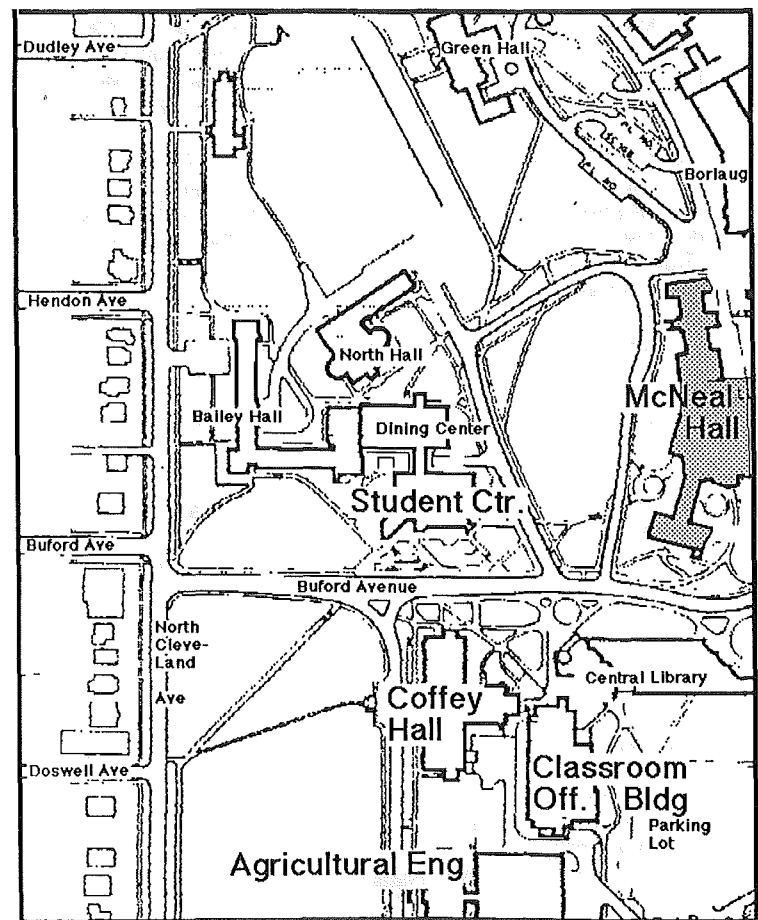 Dudley Ave
Green Hall
Borlaug
Hendon Ave
North Hall
McNeal
Hall
Bailey Hall
Dining Center
Student Ctr.
Buford Ave
Buford Avenue
North
Cleve-
Land
Ave
Central Library
Coffey
Hall
Doswell Ave
Classroom
Off. Bldg
Parking
Lot
Agricultural Eng